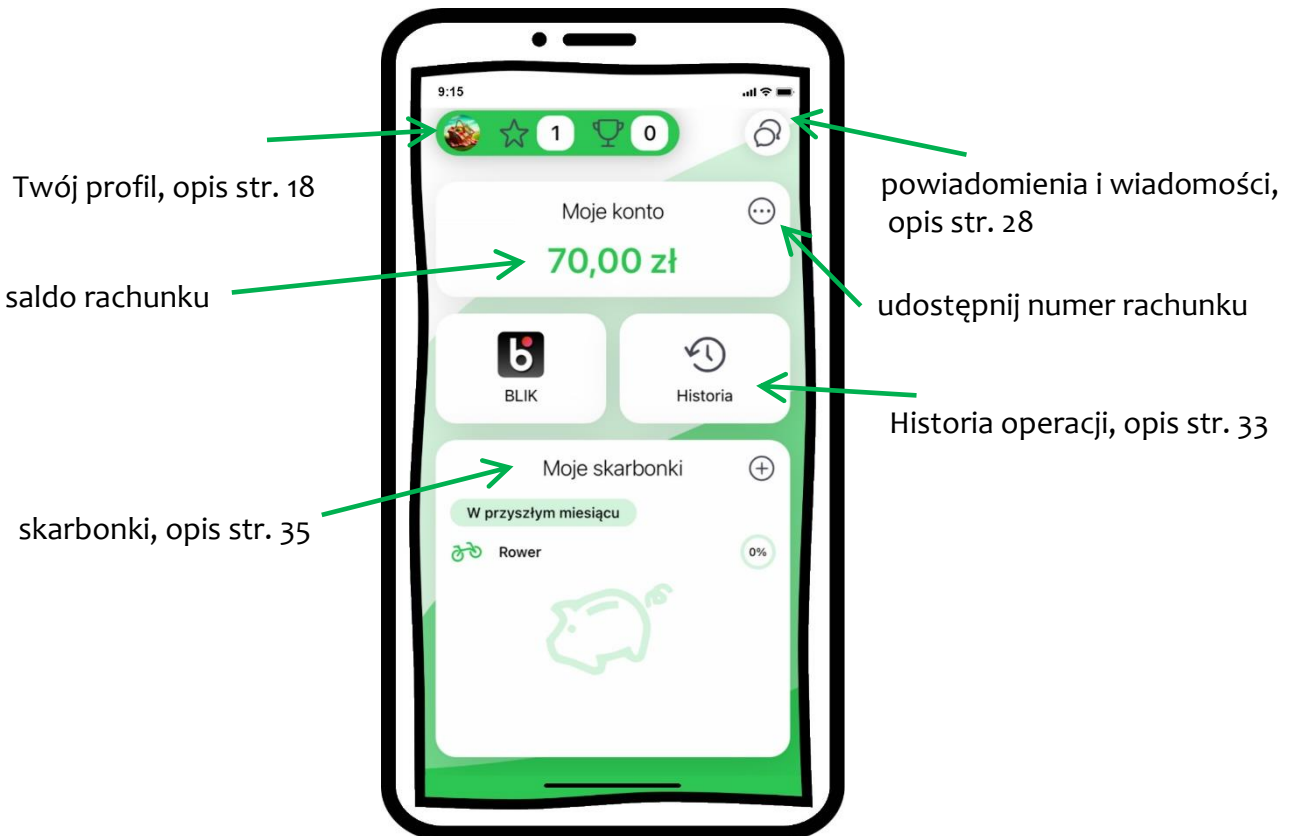 9:15
1
0
Twój profil, opis str. 18
powiadomienia i wiadomości,
opis str. 28
Moje konto
70,00 zł
saldo rachunku
udostępnij numer rachunku
b
BLIK
Historia
Historia operacji, opis str. 33
Moje skarbonki
W przyszłym miesiącu
skarbonki, opis str. 35
Rower
0%